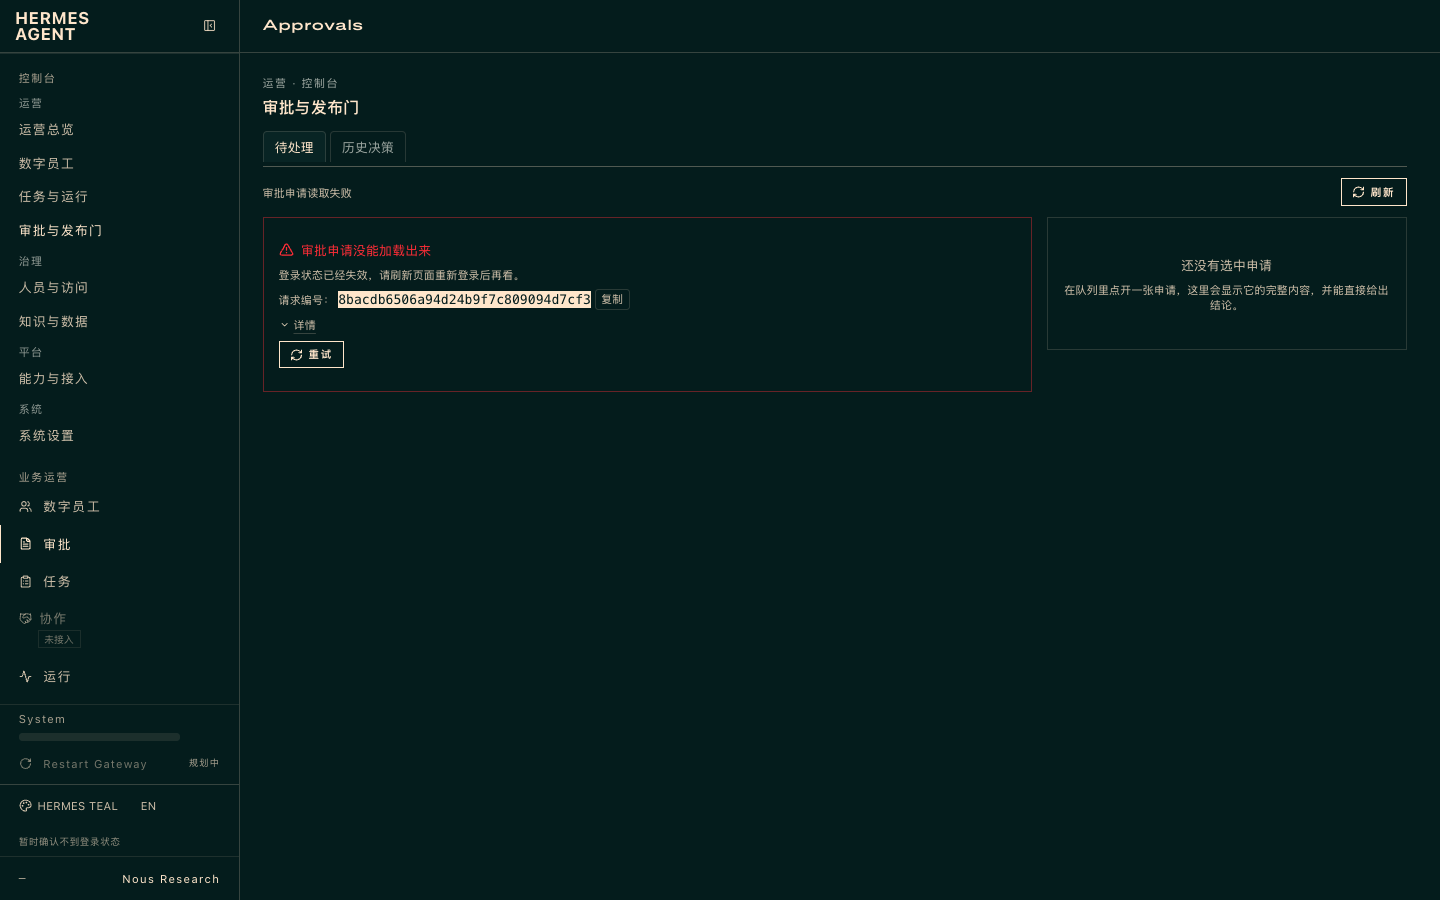 HERMES
AGENT
控制台
运营
运营总览
数字员工
任务与运行
审批与发布门
治理
人员与访问
知识与数据
平台
能力与接入
系统
系统设置
业务运营
数字员工
审批
任务
协作
未接入
运行
System
Restart Gateway
规划中
HERMES TEAL
EN
暂时确认不到登录状态
—
Nous Research
Approvals
运营 · 控制台
审批与发布门
待处理
历史决策
审批申请读取失败
刷新
审批申请没能加载出来
登录状态已经失效，请刷新页面重新登录后再看。
请求编号： 8bacdb6506a94d24b9f7c809094d7cf3 复制
详情
重试
还没有选中申请
在队列里点开一张申请，这里会显示它的完整内容，并能直接给出
结论。